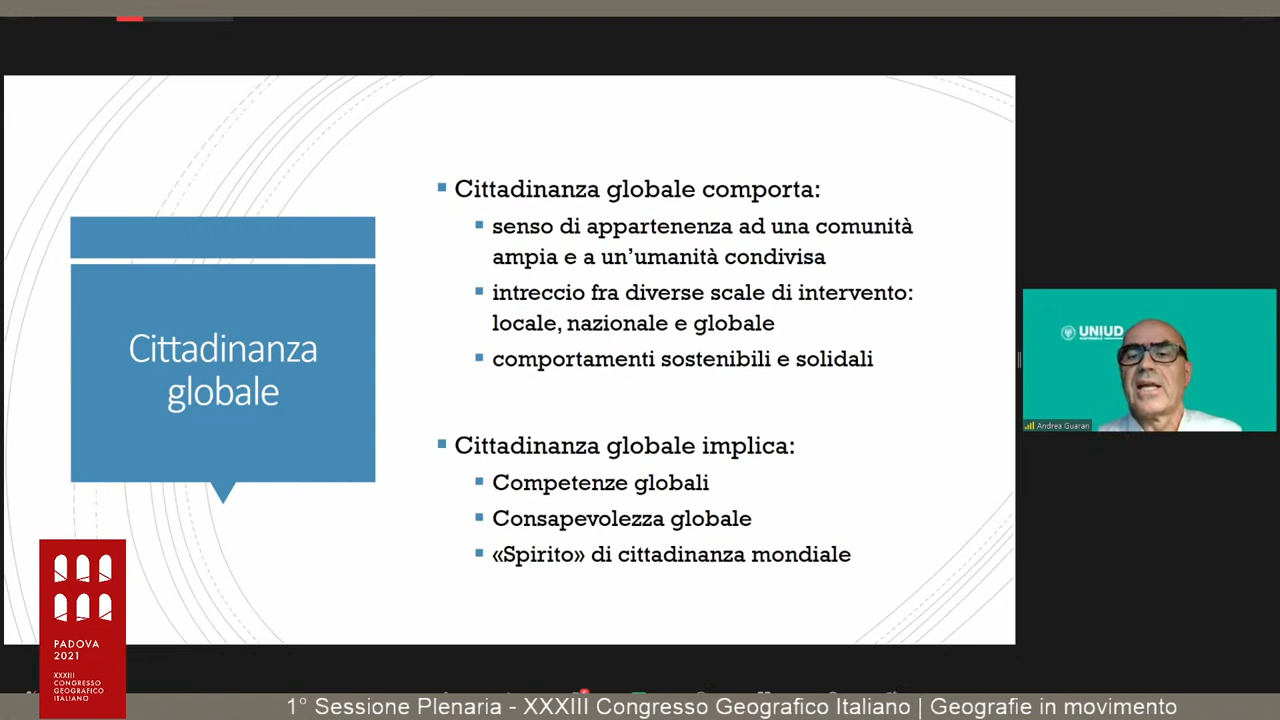 Cittadinanza
globale
Cittadinanza globale comporta:
senso di appartenenza ad una comunità
ampia e a un’umanità condivisa
intreccio fra diverse scale di intervento:
locale, nazionale e globale
comportamenti sostenibili e solidali
Cittadinanza globale implica:
Competenze globali
Consapevolezza globale
«Spirito» di cittadinanza mondiale
UNIUD
Andrea Guaran
PADOVA
2021
XXXIII
CONGRESSO
GEOGRAFICO
ITALIANO
1° Sessione Plenaria - XXXIII Congresso Geografico Italiano | Geografie in movimento